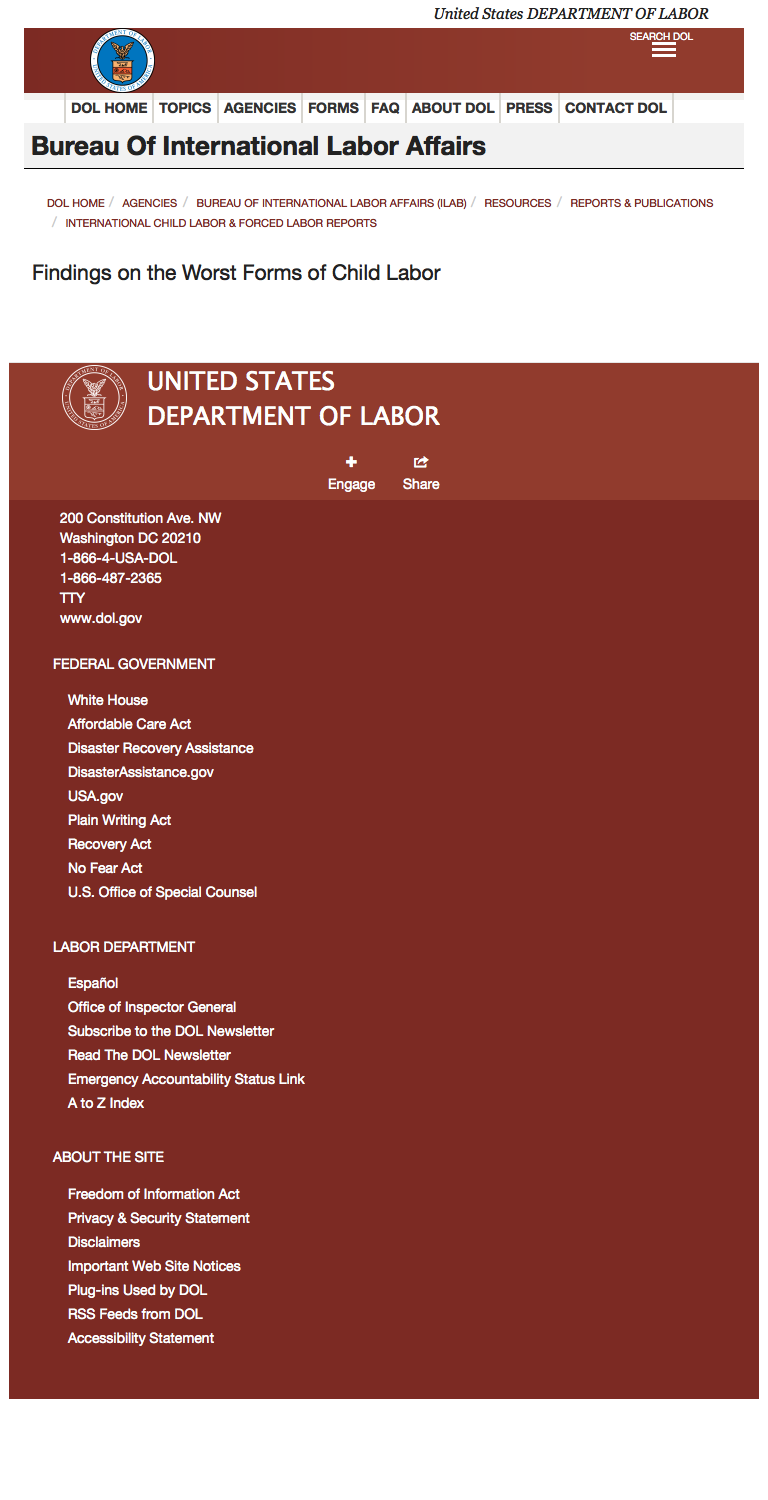 United States DEPARTMENT OF LABOR
SEARCH DOL
DOL HOME TOPICS AGENCIES FORMS FAQ ABOUT DOL PRESS CONTACT DOL
Bureau Of International Labor Affairs
DOL HOME / AGENCIES / BUREAU OF INTERNATIONAL LABOR AFFAIRS (ILAB) / RESOURCES / REPORTS & PUBLICATIONS
/ INTERNATIONAL CHILD LABOR & FORCED LABOR REPORTS
Findings on the Worst Forms of Child Labor
DEPARTMENT OF LABOR
UNITED STATES OF AMERICA
UNITED STATES
DEPARTMENT OF LABOR
Engage Share
200 Constitution Ave. NW
Washington DC 20210
1-866-4-USA-DOL
1-866-487-2365
TTY
www.dol.gov
FEDERAL GOVERNMENT
White House
Affordable Care Act
Disaster Recovery Assistance
DisasterAssistance.gov
USA.gov
Plain Writing Act
Recovery Act
No Fear Act
U.S. Office of Special Counsel
LABOR DEPARTMENT
Español
Office of Inspector General
Subscribe to the DOL Newsletter
Read The DOL Newsletter
Emergency Accountability Status Link
A to Z Index
ABOUT THE SITE
Freedom of Information Act
Privacy & Security Statement
Disclaimers
Important Web Site Notices
Plug-ins Used by DOL
RSS Feeds from DOL
Accessibility Statement